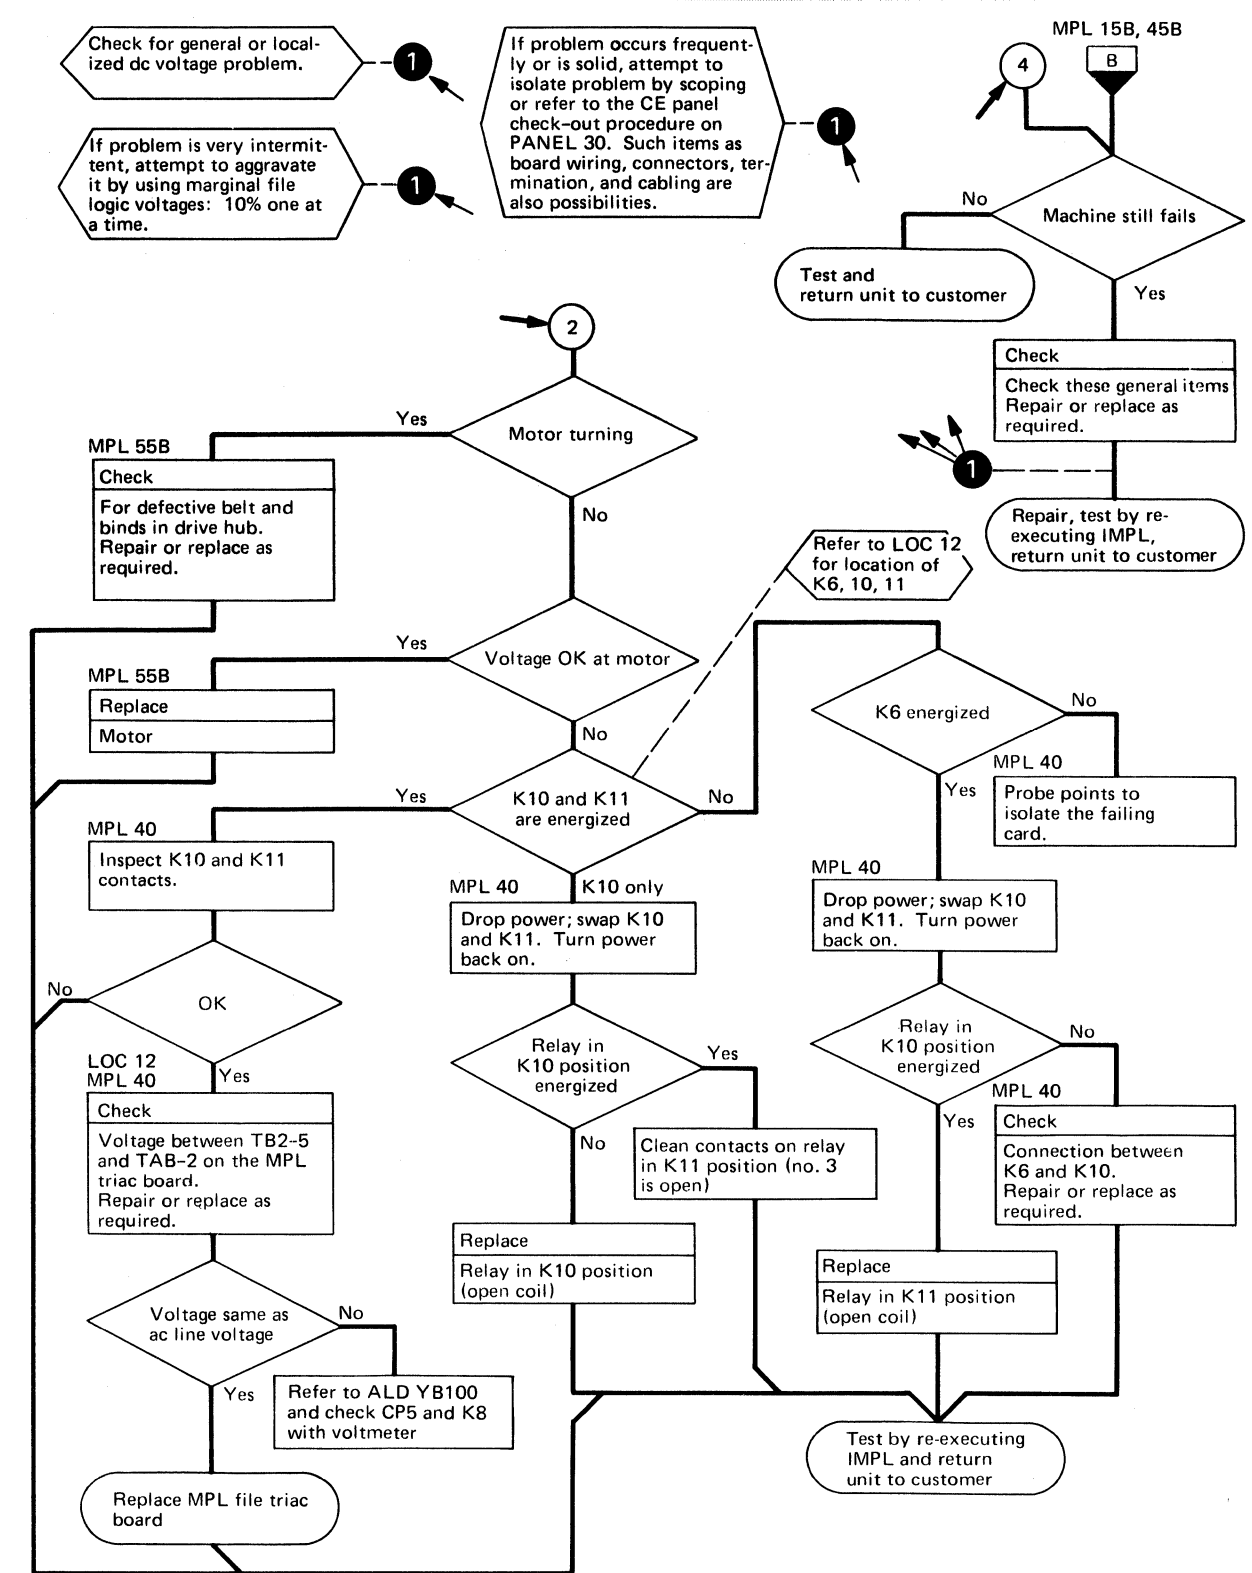 Check for general or local-
ized dc voltage problem.
1
If problem is very intermit-
tent, attempt to aggravate
it by using marginal file
logic voltages: 10% one at
a time.
1
If problem occurs frequent-
ly or is solid, attempt to
isolate problem by scoping
or refer to the CE panel
check-out procedure on
PANEL 30. Such items as
board wiring, connectors, ter-
mination, and cabling are
also possibilities.
1
MPL 15B, 45B
4
B
Machine still fails
No
Yes
Test and
return unit to customer
Check
Check these general items
Repair or replace as
required.
1
Repair, test by re-
executing IMPL,
return unit to customer
2
Motor turning
Yes
No
MPL 55B
Check
For defective belt and
binds in drive hub.
Repair or replace as
required.
Refer to LOC 12
for location of
K6, 10, 11
Voltage OK at motor
Yes
No
MPL 55B
Replace
Motor
K10 and K11
are energized
Yes
No
K10 only
K6 energized
No
Yes
MPL 40
Probe points to
isolate the failing
card.
MPL 40
Inspect K10 and K11
contacts.
OK
No
Yes
MPL 40
Drop power; swap K10
and K11. Turn power
back on.
Relay in
K10 position
energized
Yes
No
MPL 40
Drop power; swap K10
and K11. Turn power
back on.
Relay in
K10 position
energized
No
Yes
LOC 12
MPL 40
Check
Voltage between TB2-5
and TAB-2 on the MPL
triac board.
Repair or replace as
required.
Clean contacts on relay
in K11 position (no. 3
is open)
MPL 40
Check
Connection between
K6 and K10.
Repair or replace as
required.
Replace
Relay in K10 position
(open coil)
Replace
Relay in K11 position
(open coil)
Voltage same as
ac line voltage
No
Yes
Refer to ALD YB100
and check CP5 and K8
with voltmeter
Replace MPL file triac
board
Test by re-executing
IMPL and return
unit to customer